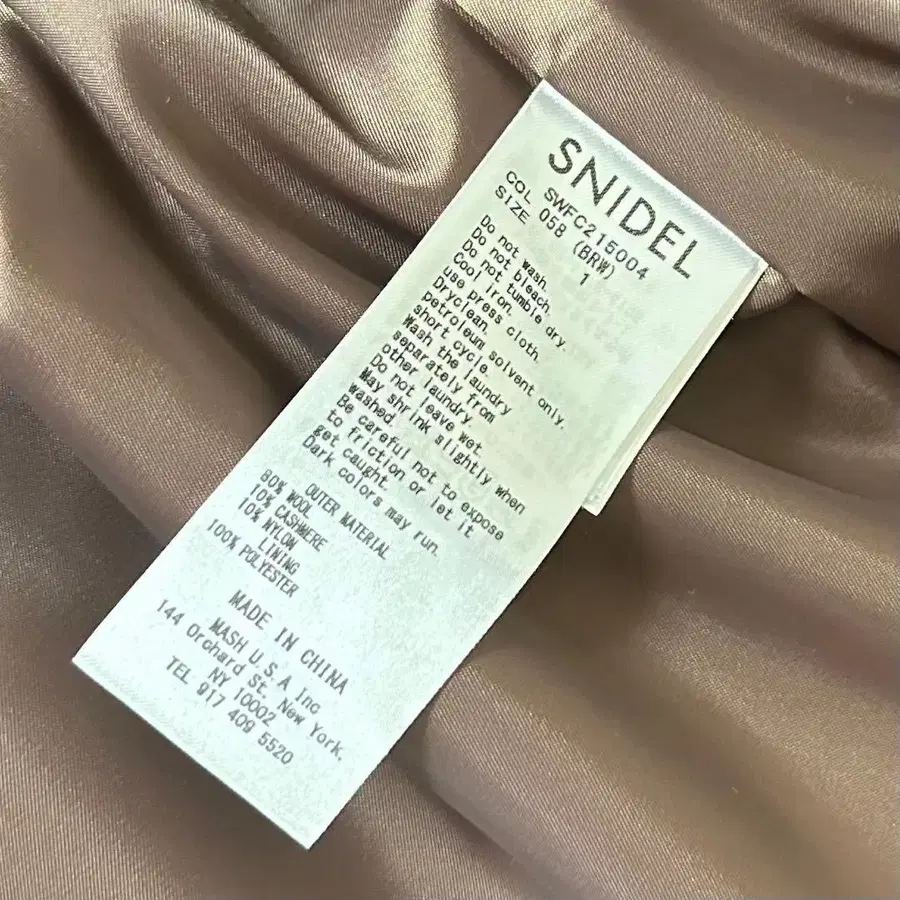 SNIDEL
SWFC215004
COL 058 (BRW)
SIZE 1
Do not wash.
Do not bleach.
Do not tumble dry.
Cool iron.
use press cloth.
Dryclean.
petroleum solvent only.
short cycle.
Wash the laundry
separately from
other laundry.
Do not leave wet.
May shrink slightly when
washed.
Be careful not to expose
to friction or let it
get caught.
Dark colors may run.
OUTER MATERIAL
80% WOOL
10% CASHMERE
10% NYLON
LINING
100% POLYESTER
MADE IN CHINA
MASH U.S.A Inc
144 Orchard St. New York.
NY 10002
TEL 917 409 5520